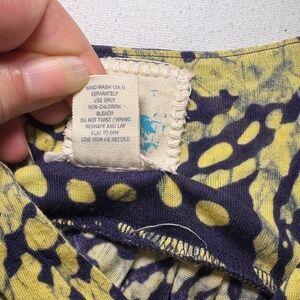 HAND WASH COLD
SEPARATELY
USE ONLY
NON-CHLORINE
BLEACH
DO NOT TWIST / WRING
RESHAPE AND LAY
FLAT TO DRY
LOW IRON AS NEEDED